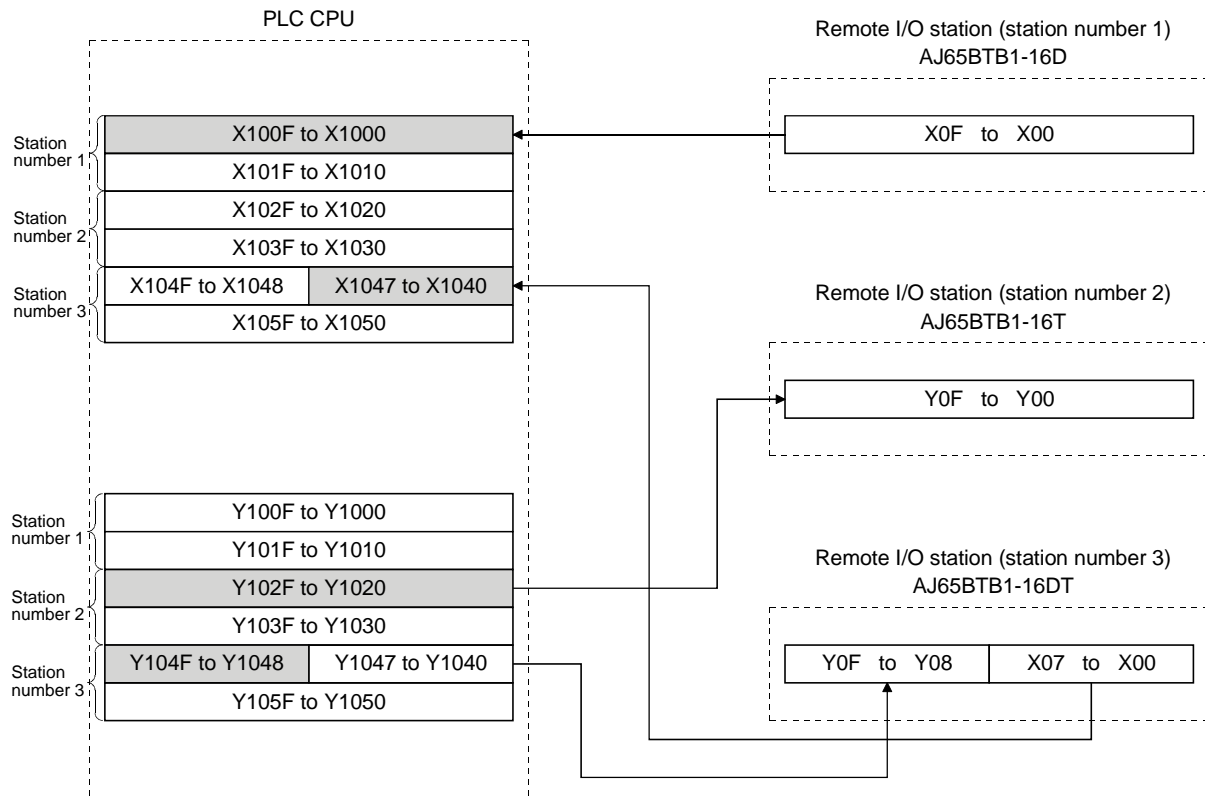 PLC CPU
Station
number 1
X100F to X1000
X101F to X1010
Station
number 2
X102F to X1020
X103F to X1030
Station
number 3
X104F to X1048
X1047 to X1040
X105F to X1050
Station
number 1
Y100F to Y1000
Y101F to Y1010
Station
number 2
Y102F to Y1020
Y103F to Y1030
Station
number 3
Y104F to Y1048
Y1047 to Y1040
Y105F to Y1050
Remote I/O station (station number 1)
AJ65BTB1-16D
X0F to X00
Remote I/O station (station number 2)
AJ65BTB1-16T
Y0F to Y00
Remote I/O station (station number 3)
AJ65BTB1-16DT
Y0F to Y08
X07 to X00